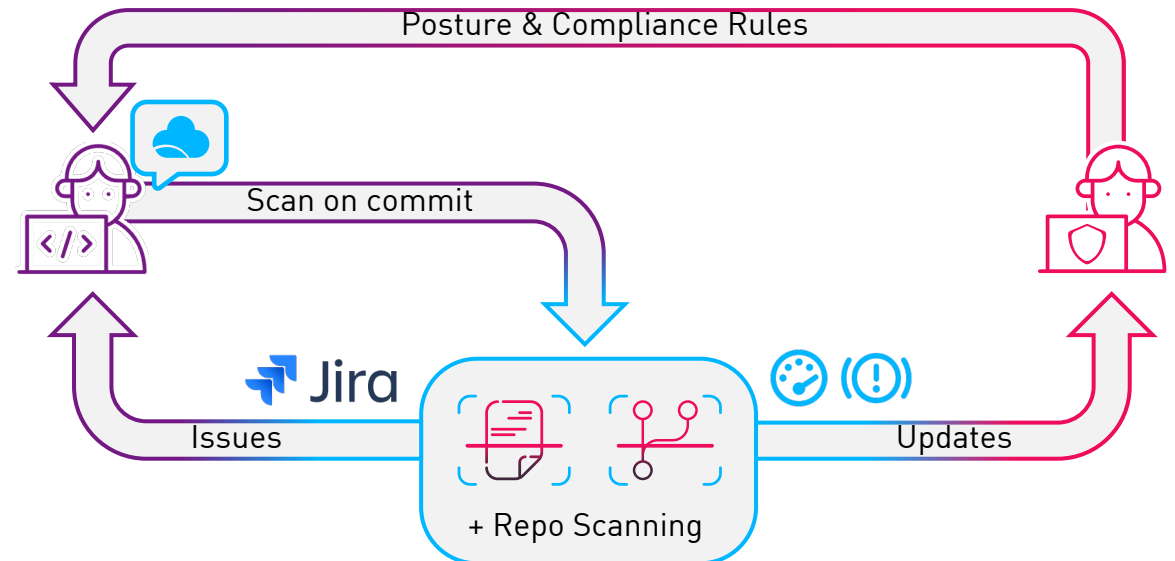 Posture & Compliance Rules
Scan on commit
</>
Jira
Issues
Updates
+ Repo Scanning